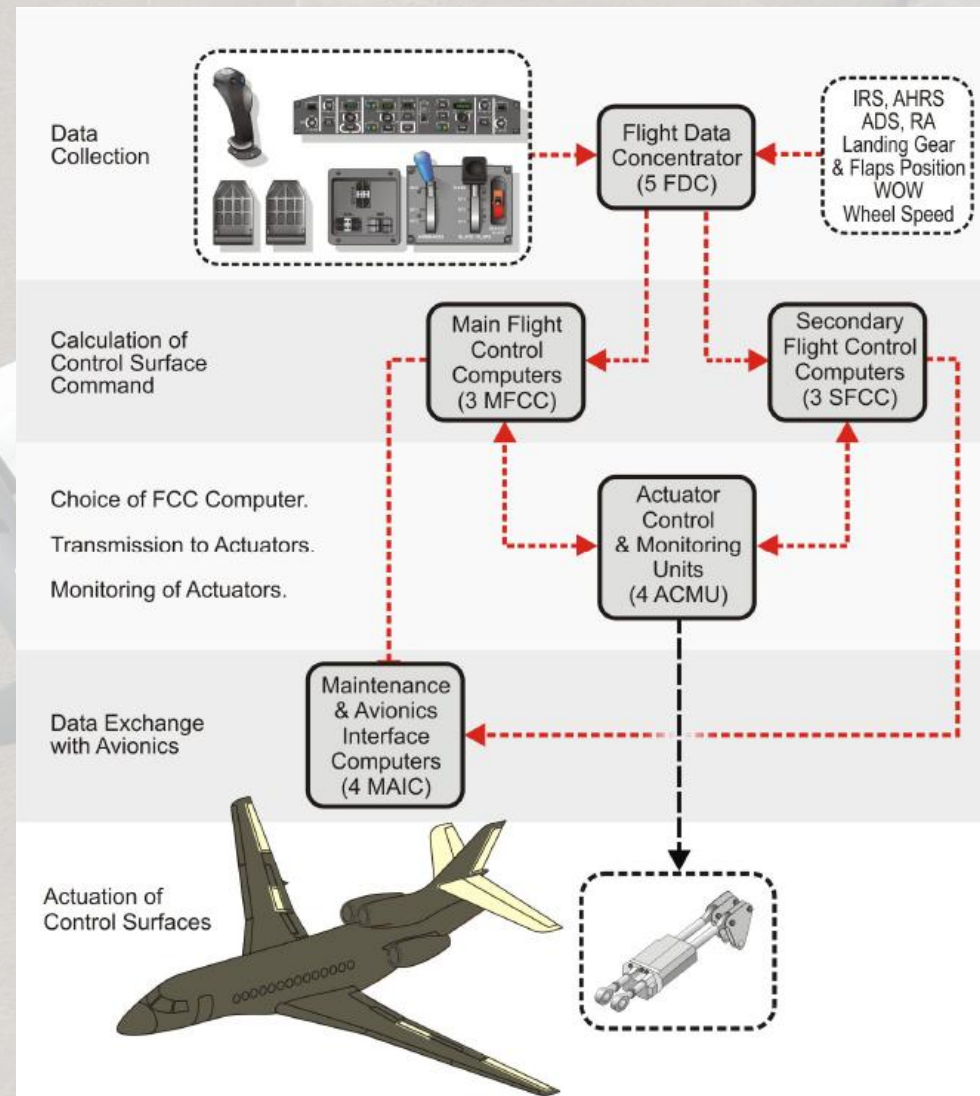 Data
Collection
Flight Data
Concentrator
(5 FDC)
IRS, AHRS
ADS, RA
Landing Gear
& Flaps Position
WOW
Wheel Speed
Calculation of
Control Surface
Command
Main Flight
Control
Computers
(3 MFCC)
Secondary
Flight Control
Computers
(3 SFCC)
Choice of FCC Computer.
Transmission to Actuators.
Monitoring of Actuators.
Actuator
Control
& Monitoring
Units
(4 ACMU)
Data Exchange
with Avionics
Maintenance
& Avionics
Interface
Computers
(4 MAIC)
Actuation of
Control Surfaces